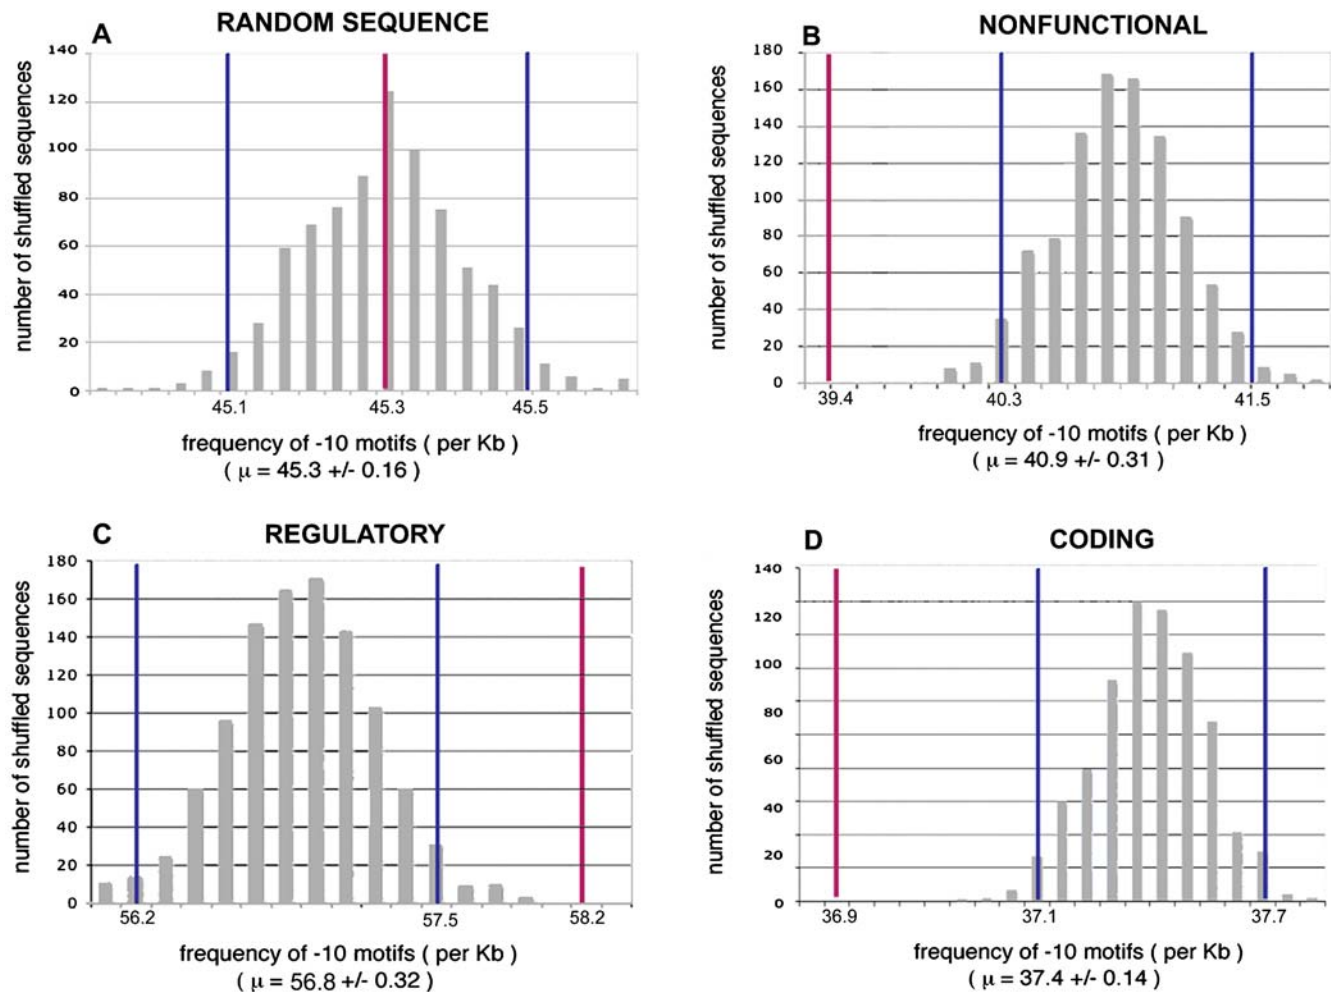 A
RANDOM SEQUENCE
number of shuffled sequences
140
120
100
80
60
40
20
0
45.1
45.3
45.5
frequency of -10 motifs ( per Kb )
( μ = 45.3 +/- 0.16 )
B
NONFUNCTIONAL
number of shuffled sequences
180
160
140
120
100
80
60
40
20
0
39.4
40.3
41.5
frequency of -10 motifs ( per Kb )
( μ = 40.9 +/- 0.31 )
C
REGULATORY
number of shuffled sequences
180
160
140
120
100
80
60
40
20
0
56.2
57.5
58.2
frequency of -10 motifs ( per Kb )
( μ = 56.8 +/- 0.32 )
D
CODING
number of shuffled sequences
140
120
100
80
60
40
20
0
36.9
37.1
37.7
frequency of -10 motifs ( per Kb )
( μ = 37.4 +/- 0.14 )